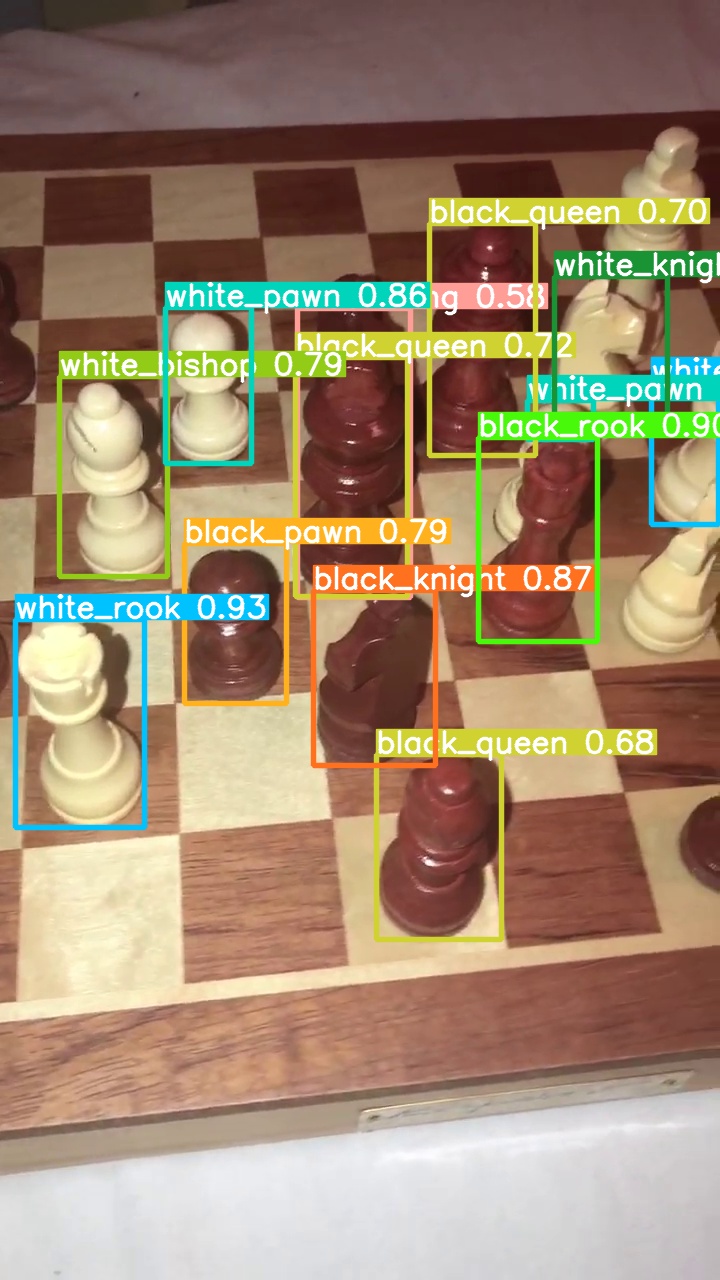 black_queen 0.70
white_knig
white_pawn 0.86
ng 0.58
black_queen 0.72
white_bishop 0.79
white_pawn
black_rook 0.90
black_pawn 0.79
black_knight 0.87
white_rook 0.93
black_queen 0.68